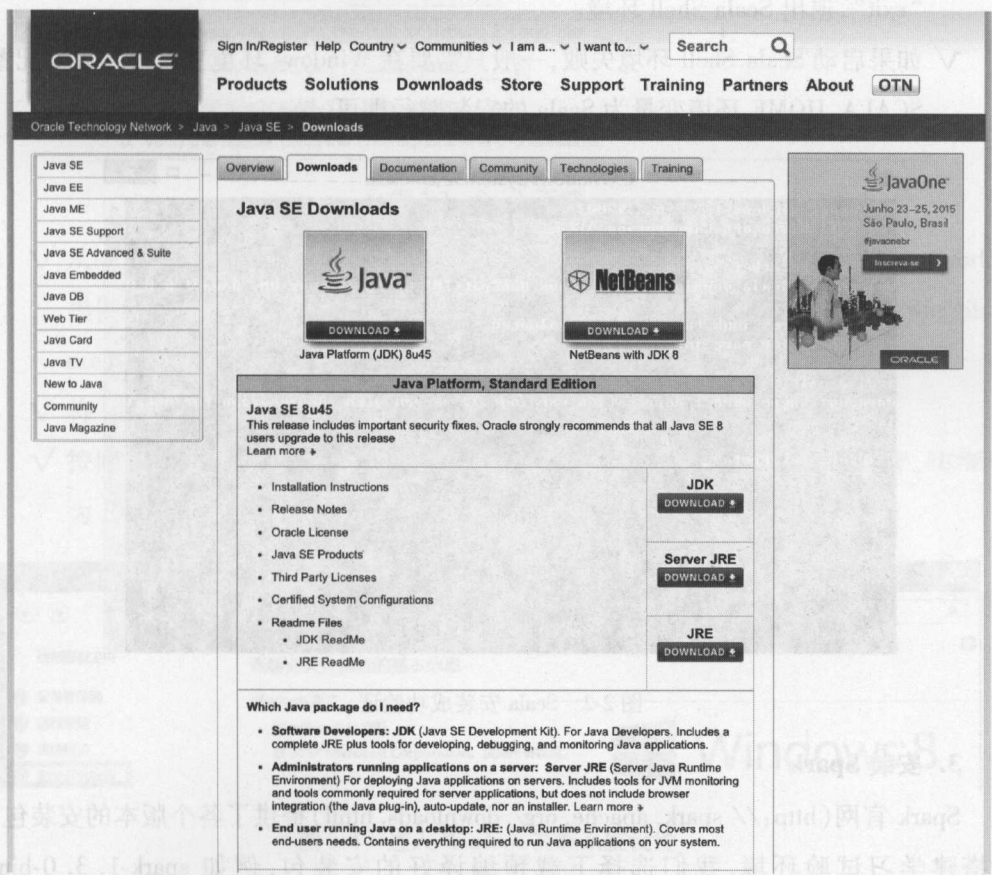 ORACLE
Sign In/Register Help Country Communities I am a... I want to... Search
Products Solutions Downloads Store Support Training Partners About OTN
Oracle Technology Network > Java > Java SE > Downloads
Java SE
Java EE
Java ME
Java SE Support
Java SE Advanced & Suite
Java Embedded
Java DB
Web Tier
Java Card
Java TV
New to Java
Community
Java Magazine
Overview Downloads Documentation Community Technologies Training
Java SE Downloads
Java
DOWNLOAD
Java Platform (JDK) 8u45
NetBeans
DOWNLOAD
NetBeans with JDK 8
JavaOne
Junho 23–25, 2015
São Paulo, Brasil
#javaonebr
Inscreva-se
ORACLE
Java Platform, Standard Edition
Java SE 8u45
This release includes important security fixes. Oracle strongly recommends that all Java SE 8
users upgrade to this release
Learn more
• Installation Instructions
• Release Notes
• Oracle License
• Java SE Products
• Third Party Licenses
• Certified System Configurations
• Readme Files
• JDK ReadMe
• JRE ReadMe
JDK
DOWNLOAD
Server JRE
DOWNLOAD
JRE
DOWNLOAD
Which Java package do I need?
• Software Developers: JDK (Java SE Development Kit). For Java Developers. Includes a
complete JRE plus tools for developing, debugging, and monitoring Java applications.
• Administrators running applications on a server: Server JRE (Server Java Runtime
Environment) For deploying Java applications on servers. Includes tools for JVM monitoring
and tools commonly required for server applications, but does not include browser
integration (the Java plug-in), auto-update, nor an installer. Learn more
• End user running Java on a desktop: JRE: (Java Runtime Environment). Covers most
end-users needs. Contains everything required to run Java applications on your system.